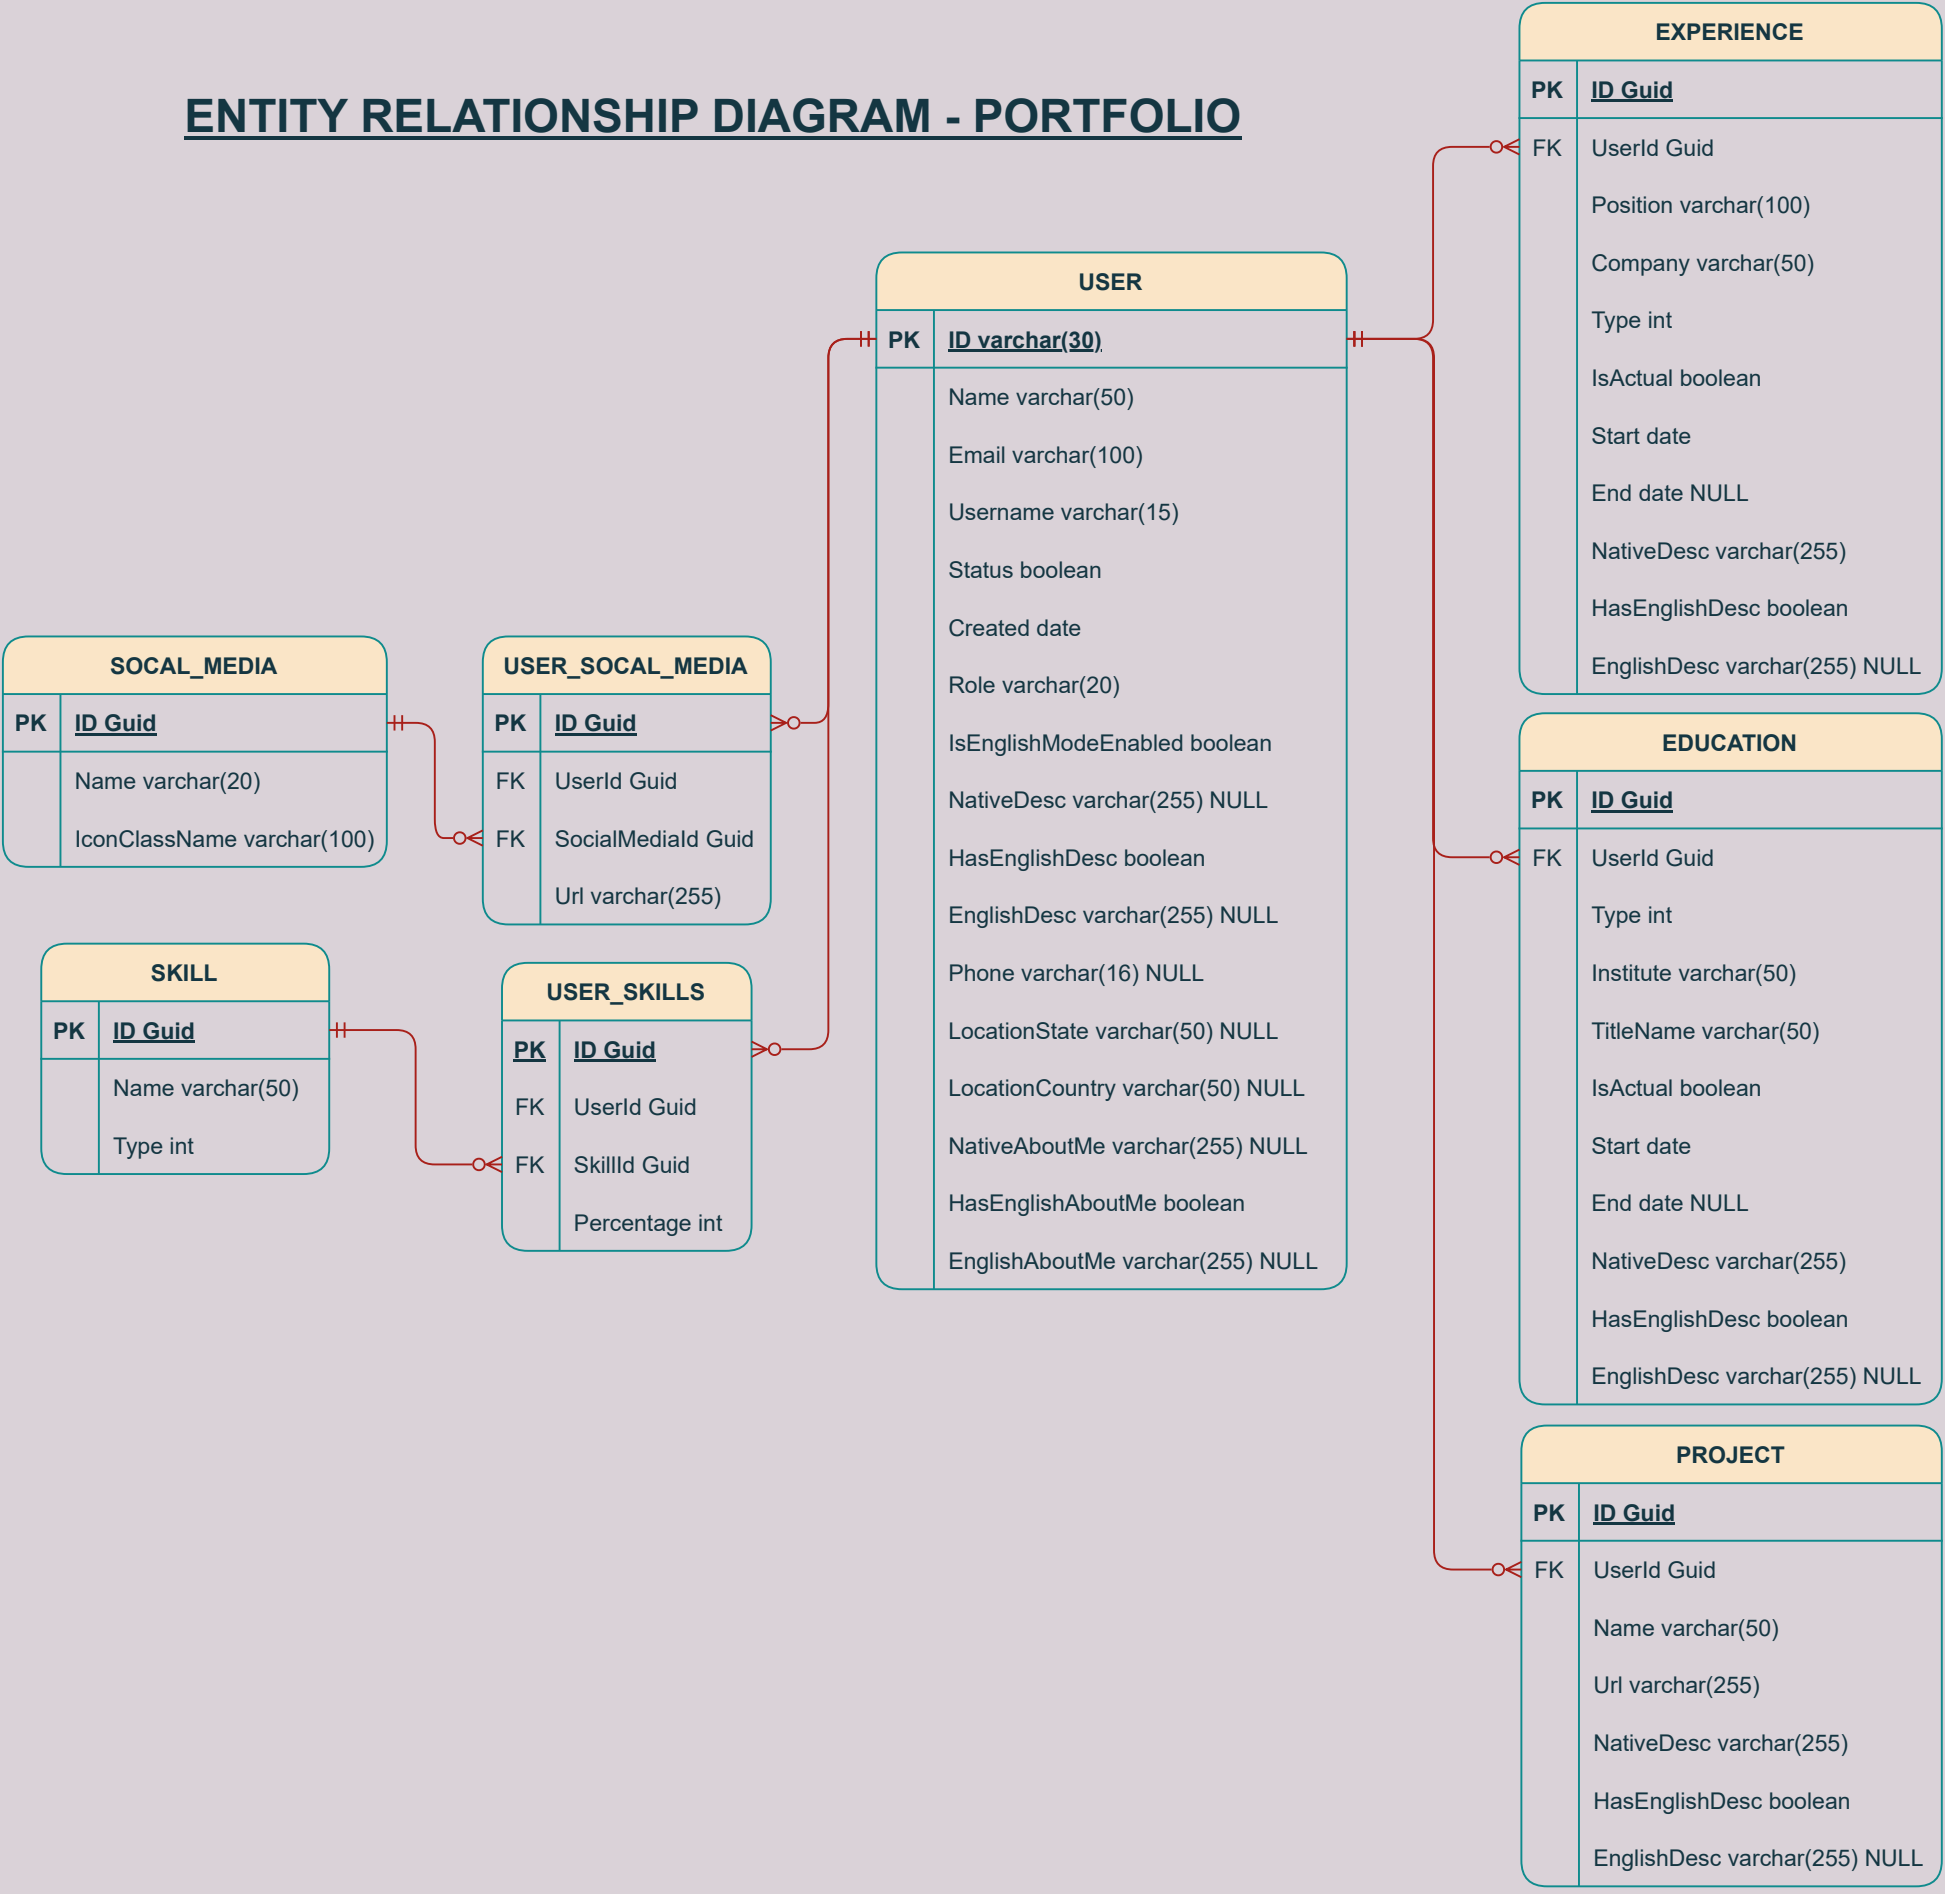 ENTITY RELATIONSHIP DIAGRAM - PORTFOLIO
EXPERIENCE
PK ID Guid
FK UserId Guid
Position varchar(100)
Company varchar(50)
Type int
IsActual boolean
Start date
End date NULL
NativeDesc varchar(255)
HasEnglishDesc boolean
EnglishDesc varchar(255) NULL
USER
PK ID varchar(30)
Name varchar(50)
Email varchar(100)
Username varchar(15)
Status boolean
Created date
Role varchar(20)
IsEnglishModeEnabled boolean
NativeDesc varchar(255) NULL
HasEnglishDesc boolean
EnglishDesc varchar(255) NULL
Phone varchar(16) NULL
LocationState varchar(50) NULL
LocationCountry varchar(50) NULL
NativeAboutMe varchar(255) NULL
HasEnglishAboutMe boolean
EnglishAboutMe varchar(255) NULL
SOCAL_MEDIA
PK ID Guid
Name varchar(20)
IconClassName varchar(100)
USER_SOCAL_MEDIA
PK ID Guid
FK UserId Guid
FK SocialMediaId Guid
Url varchar(255)
SKILL
PK ID Guid
Name varchar(50)
Type int
USER_SKILLS
PK ID Guid
FK UserId Guid
FK SkillId Guid
Percentage int
EDUCATION
PK ID Guid
FK UserId Guid
Type int
Institute varchar(50)
TitleName varchar(50)
IsActual boolean
Start date
End date NULL
NativeDesc varchar(255)
HasEnglishDesc boolean
EnglishDesc varchar(255) NULL
PROJECT
PK ID Guid
FK UserId Guid
Name varchar(50)
Url varchar(255)
NativeDesc varchar(255)
HasEnglishDesc boolean
EnglishDesc varchar(255) NULL